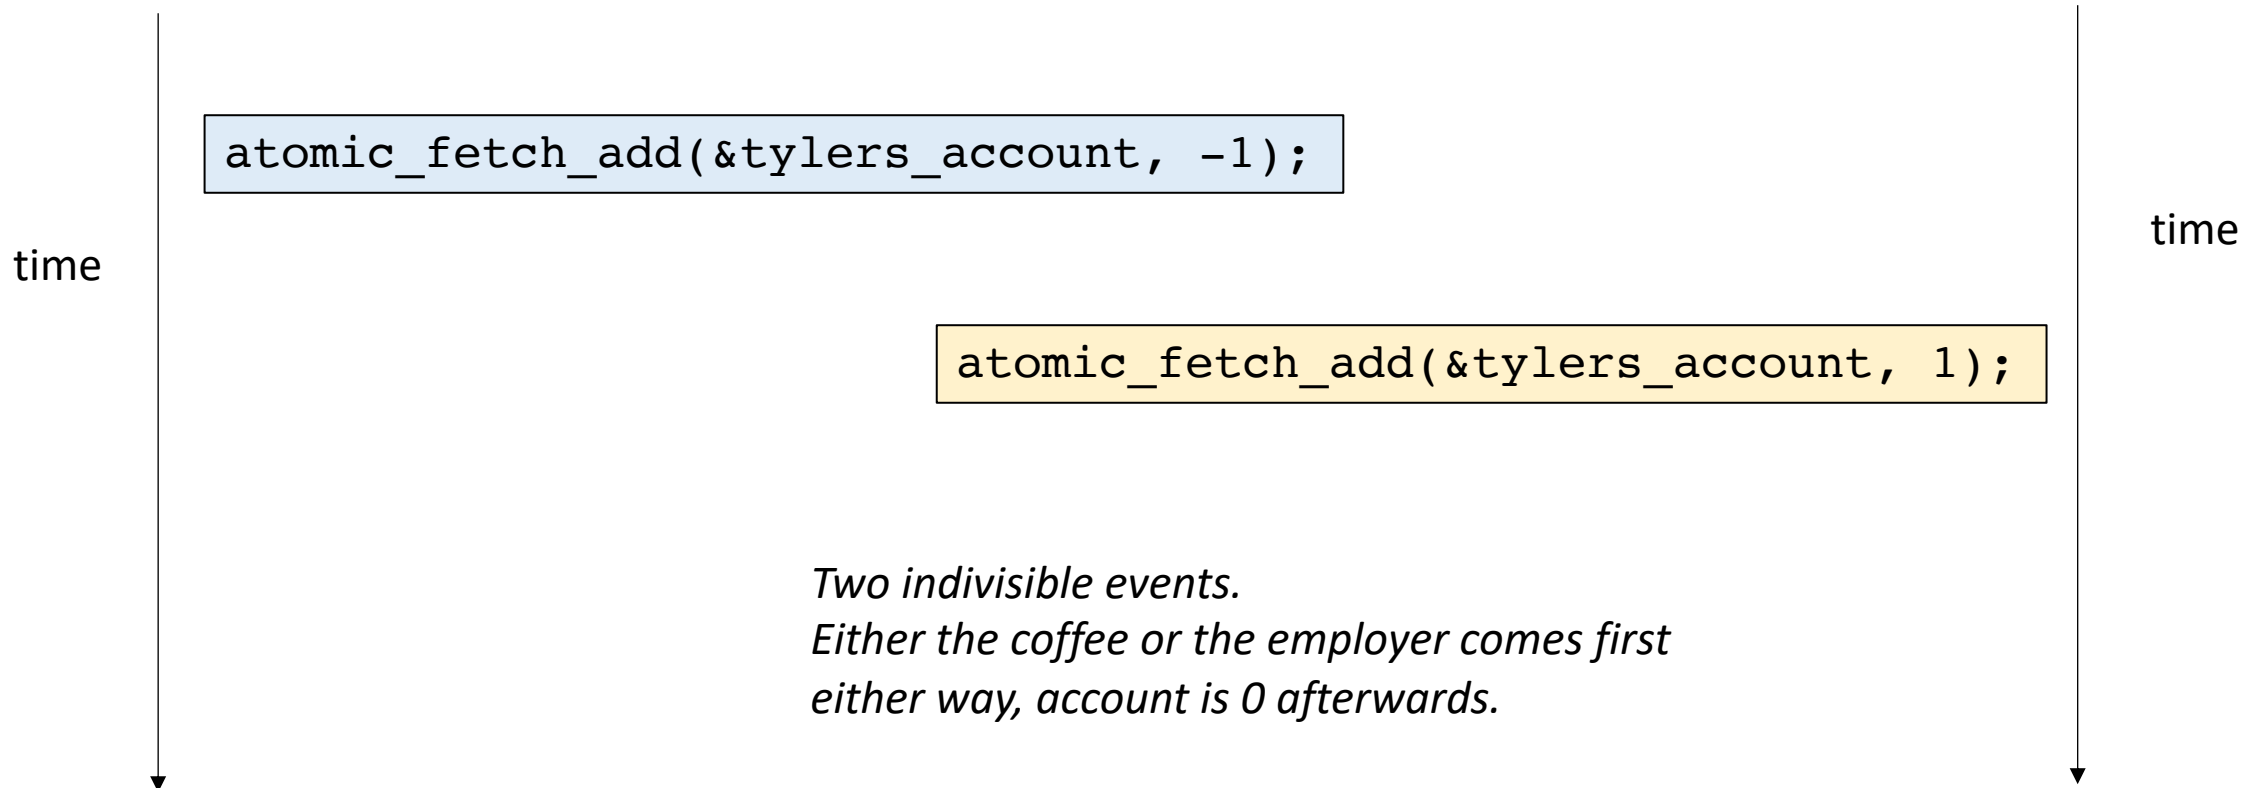 atomic_fetch_add(&tylers_account, -1);
time
time
atomic_fetch_add(&tylers_account, 1);
Two indivisible events.
Either the coffee or the employer comes first
either way, account is 0 afterwards.